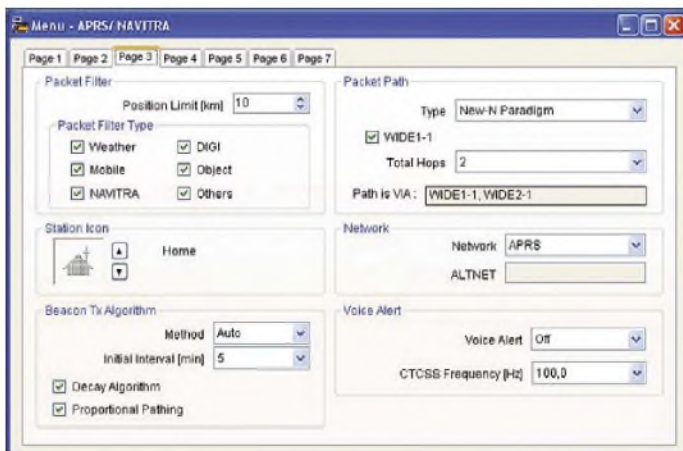 Menu - APRS/ NAVITRA
Page 1 Page 2 Page 3 Page 4 Page 5 Page 6 Page 7
Packet Filter
Position Limit [km] 10
Packet Filter Type
Weather DIGI
Mobile Object
NAVITRA Others
Packet Path
Type New-N Paradigm
WIDE1-1
Total Hops 2
Path is VIA : WIDE1-1, WIDE2-1
Station Icon
Home
Network
Network APRS
ALTNET
Beacon Tx Algorithm
Method Auto
Initial Interval [min] 5
Decay Algorithm
Proportional Pathing
Voice Alert
Voice Alert Off
CTCSS Frequency [Hz] 100,0